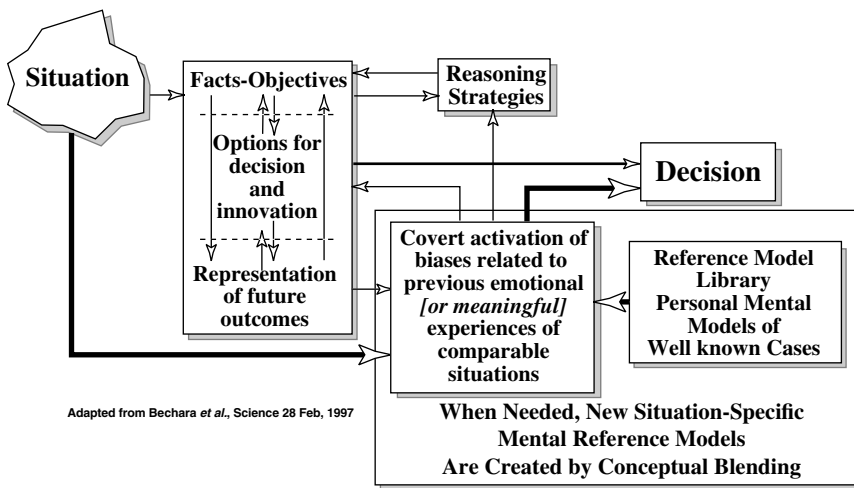 Situation
Facts-Objectives
Options for
decision
and
innovation
Representation
of future
outcomes
Reasoning
Strategies
Decision
Covert activation of
biases related to
previous emotional
[or meaningful]
experiences of
comparable
situations
Reference Model
Library
Personal Mental
Models of
Well known Cases
Adapted from Bechara et al., Science 28 Feb, 1997
When Needed, New Situation-Specific
Mental Reference Models
Are Created by Conceptual Blending